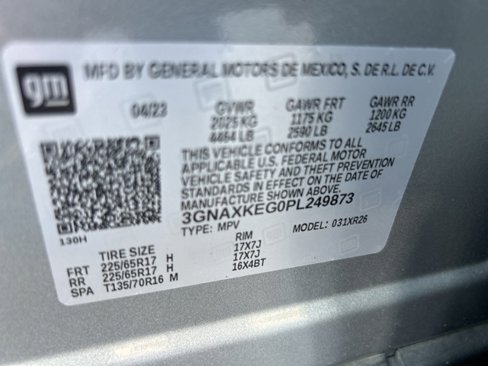 gm MFD BY GENERAL MOTORS DE MEXICO, S. DE R.L. DE C.V.
04/23 GVWR GAWR FRT GAWR RR
2025 KG 1175 KG 1200 KG
4464 LB 2590 LB 2645 LB
THIS VEHICLE CONFORMS TO ALL
APPLICABLE U.S. FEDERAL MOTOR
VEHICLE SAFETY AND THEFT PREVENTION
STANDARDS IN EFFECT ON THE DATE OF
MANUFACTURE SHOWN ABOVE.
3GNAXKEG0PL249873
130H TYPE: MPV MODEL: 031XR26
TIRE SIZE RIM
FRT 225/65R17 H 17X7J
RR 225/65R17 H 17X7J
SPA T135/70R16 M 16X4BT